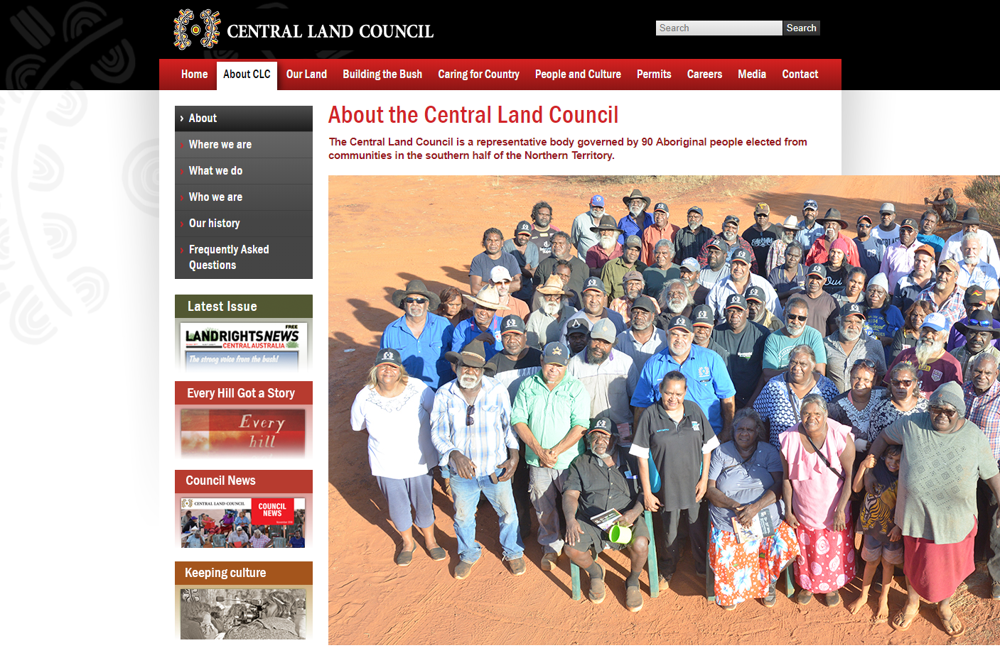 CENTRAL LAND COUNCIL
Search
Search
Home
About CLC
Our Land
Building the Bush
Caring for Country
People and Culture
Permits
Careers
Media
Contact
About
Where we are
What we do
Who we are
Our history
Frequently Asked
Questions
Latest Issue
FREE
LANDRIGHTSNEWS
CENTRAL AUSTRALIA
The strong voice from the bush!
Every Hill Got a Story
Every
hill
Council News
CENTRAL LAND COUNCIL
COUNCIL
NEWS
Keeping culture
About the Central Land Council
The Central Land Council is a representative body governed by 90 Aboriginal people elected from
communities in the southern half of the Northern Territory.